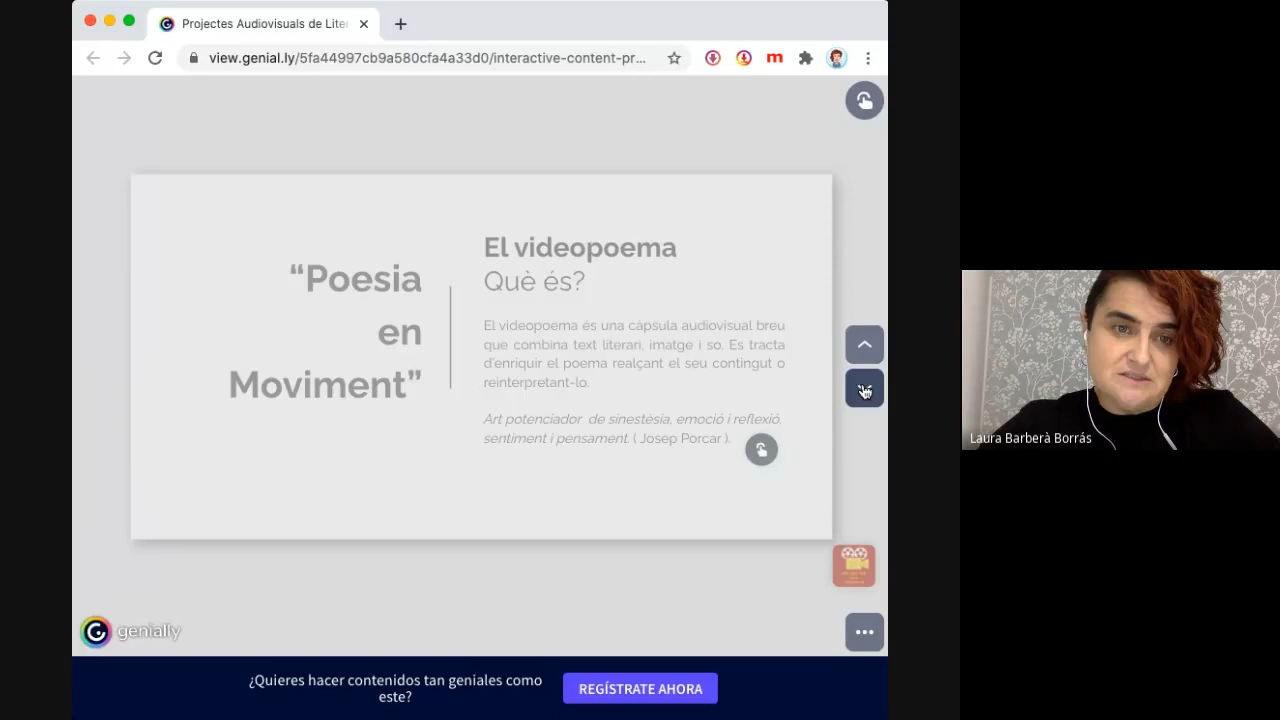 Projectes Audiovisuals de Lite
view.genial.ly/5fa44997cb9a580cfa4a33d0/interactive-content-pr...
m
“Poesia
en
Moviment”
El videopoema
Què és?
El videopoema és una càpsula audiovisual breu
que combina text literari, imatge i so. Es tracta
d'enriquir el poema realçant el seu contingut o
reinterpretant-lo.
Art potenciador de sinestèsia, emoció i reflexió,
sentiment i pensament. ( Josep Porcar ).
genially
¿Quieres hacer contenidos tan geniales como
este?
REGÍSTRATE AHORA
Laura Barberà Borrás